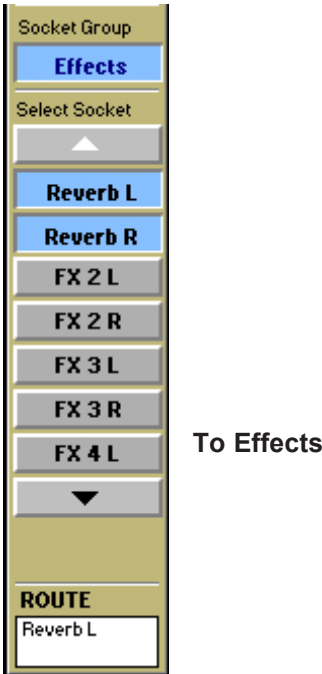 Socket Group
Effects
Select Socket
Reverb L
Reverb R
FX 2 L
FX 2 R
FX 3 L
FX 3 R
FX 4 L
To Effects
ROUTE
Reverb L